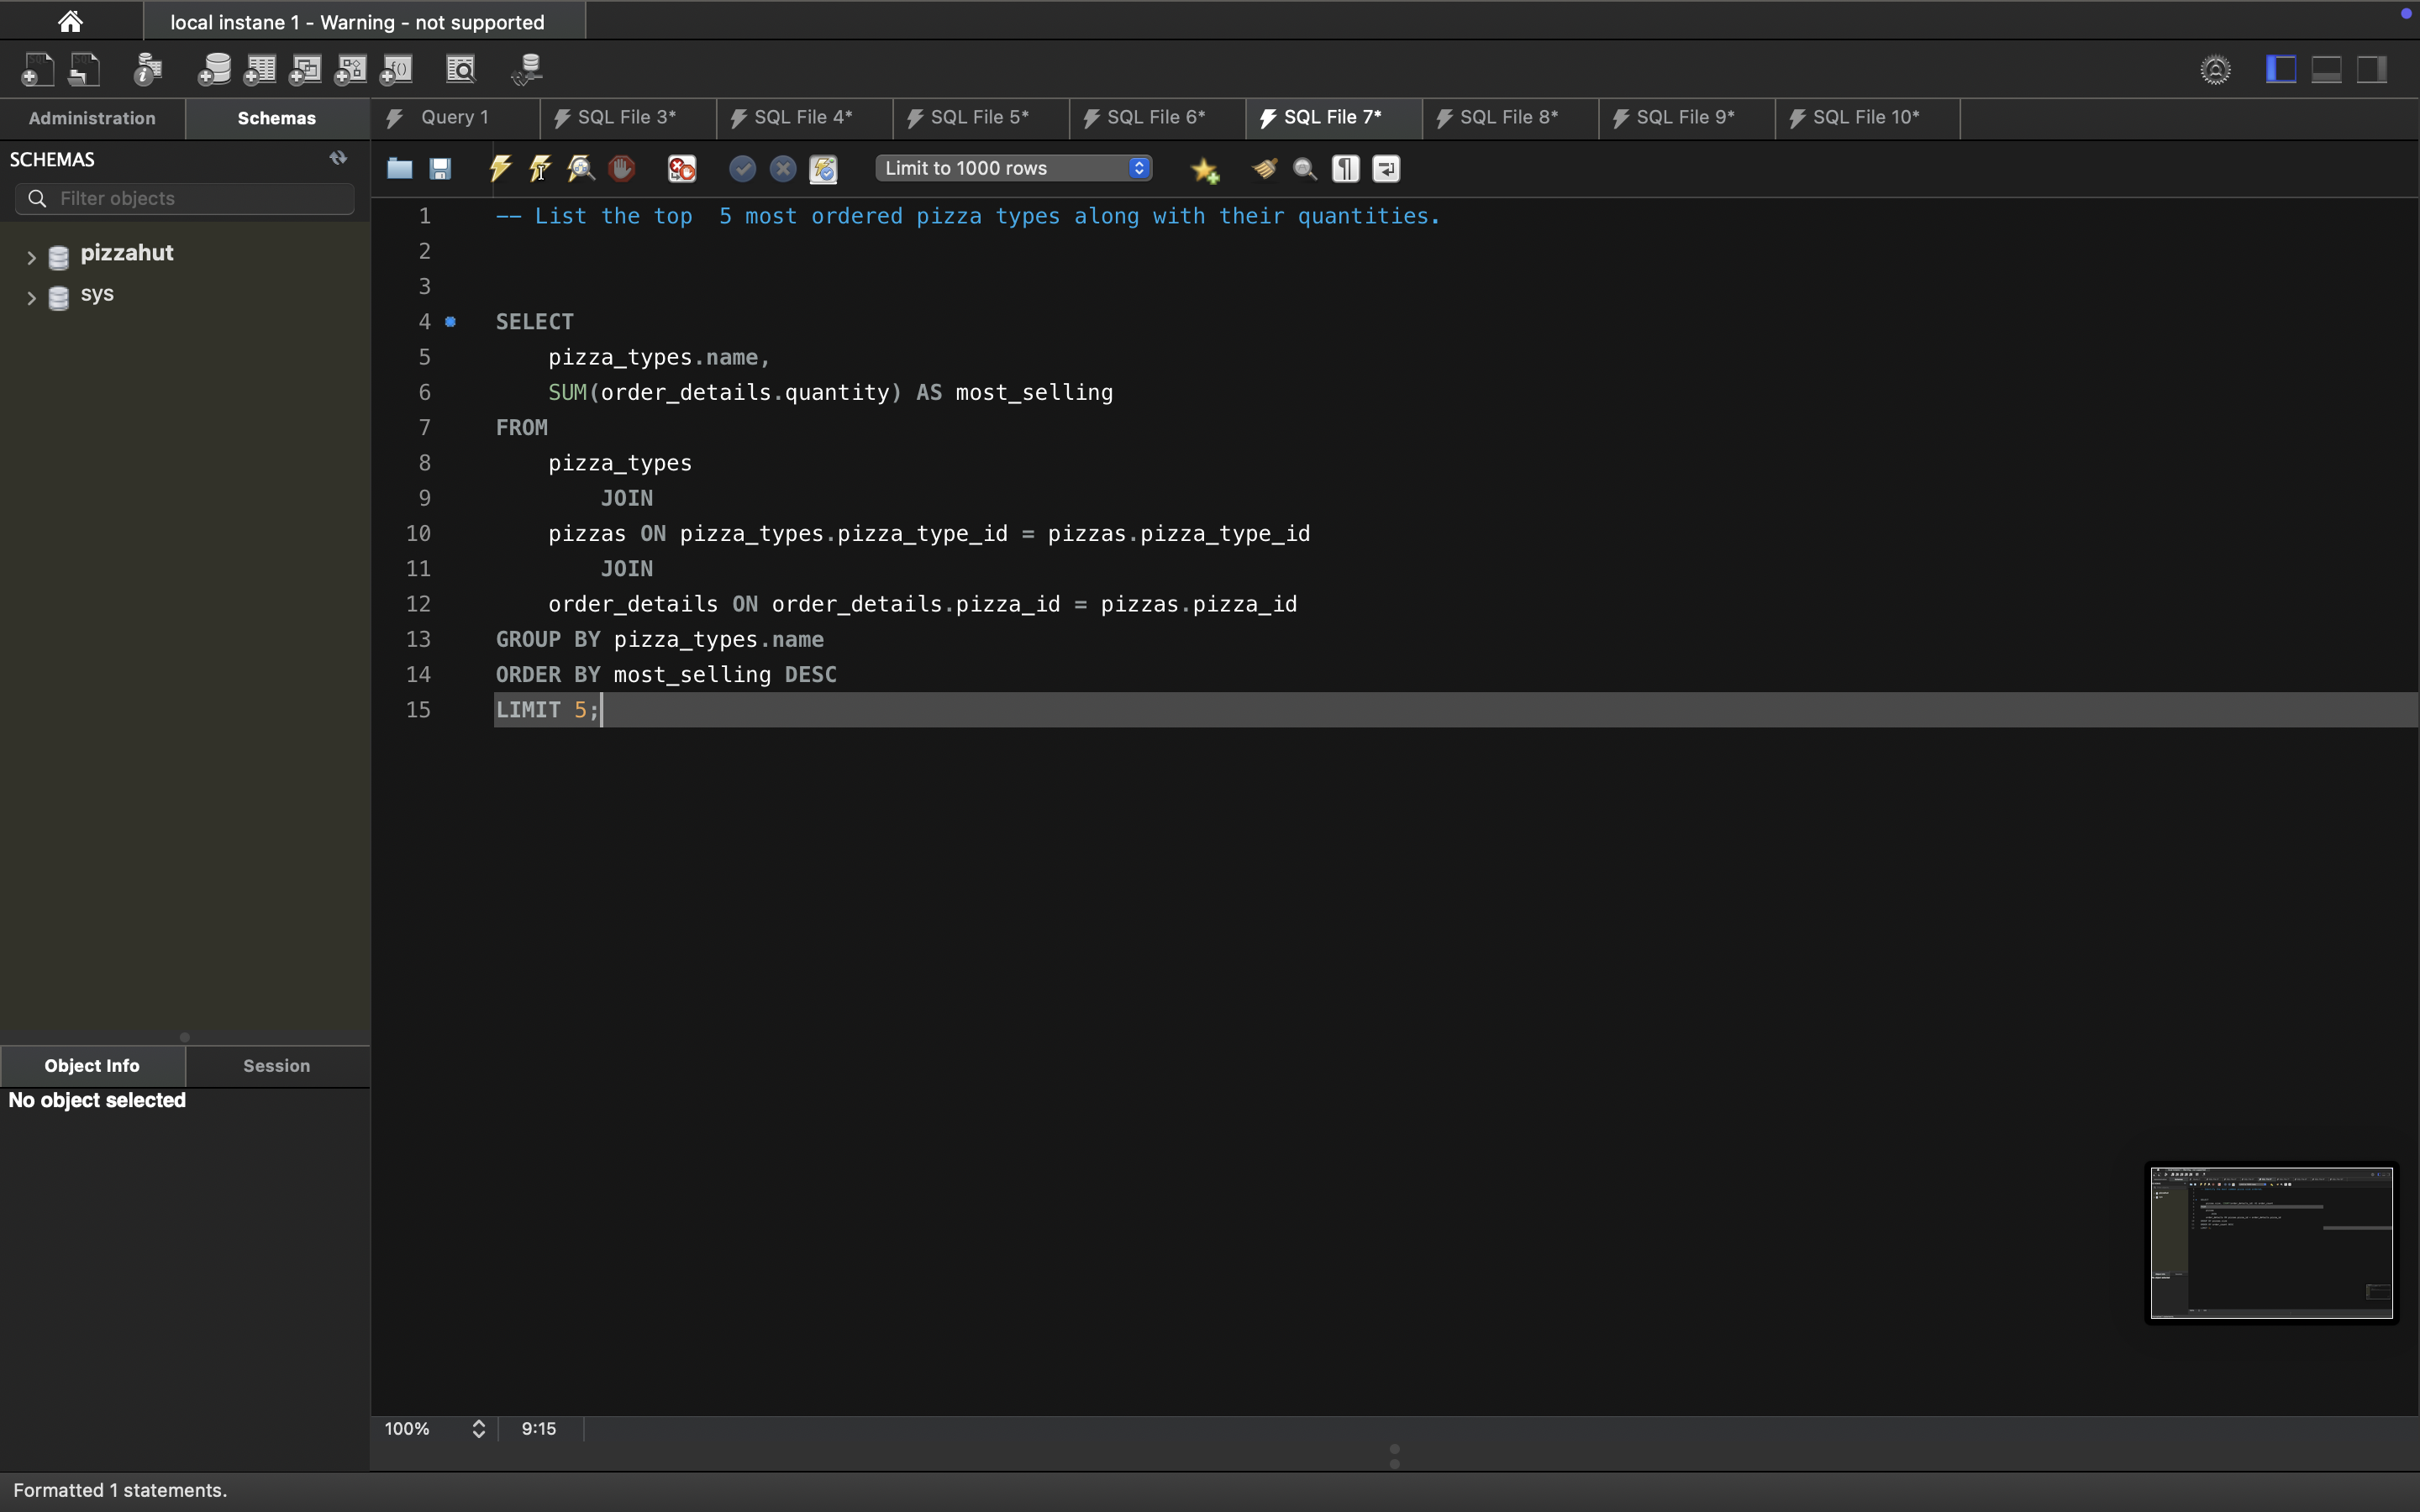 local instane 1 - Warning - not supported
Administration
Schemas
Query 1
SQL File 3*
SQL File 4*
SQL File 5*
SQL File 6*
SQL File 7*
SQL File 8*
SQL File 9*
SQL File 10*
SCHEMAS
Limit to 1000 rows
Filter objects
pizzahut
sys
1 -- List the top  5 most ordered pizza types along with their quantities.
2
3
4 SELECT
5     pizza_types.name,
6     SUM(order_details.quantity) AS most_selling
7 FROM
8     pizza_types
9         JOIN
10     pizzas ON pizza_types.pizza_type_id = pizzas.pizza_type_id
11         JOIN
12     order_details ON order_details.pizza_id = pizzas.pizza_id
13 GROUP BY pizza_types.name
14 ORDER BY most_selling DESC
15 LIMIT 5;
Object Info
Session
No object selected
100%
9:15
Formatted 1 statements.